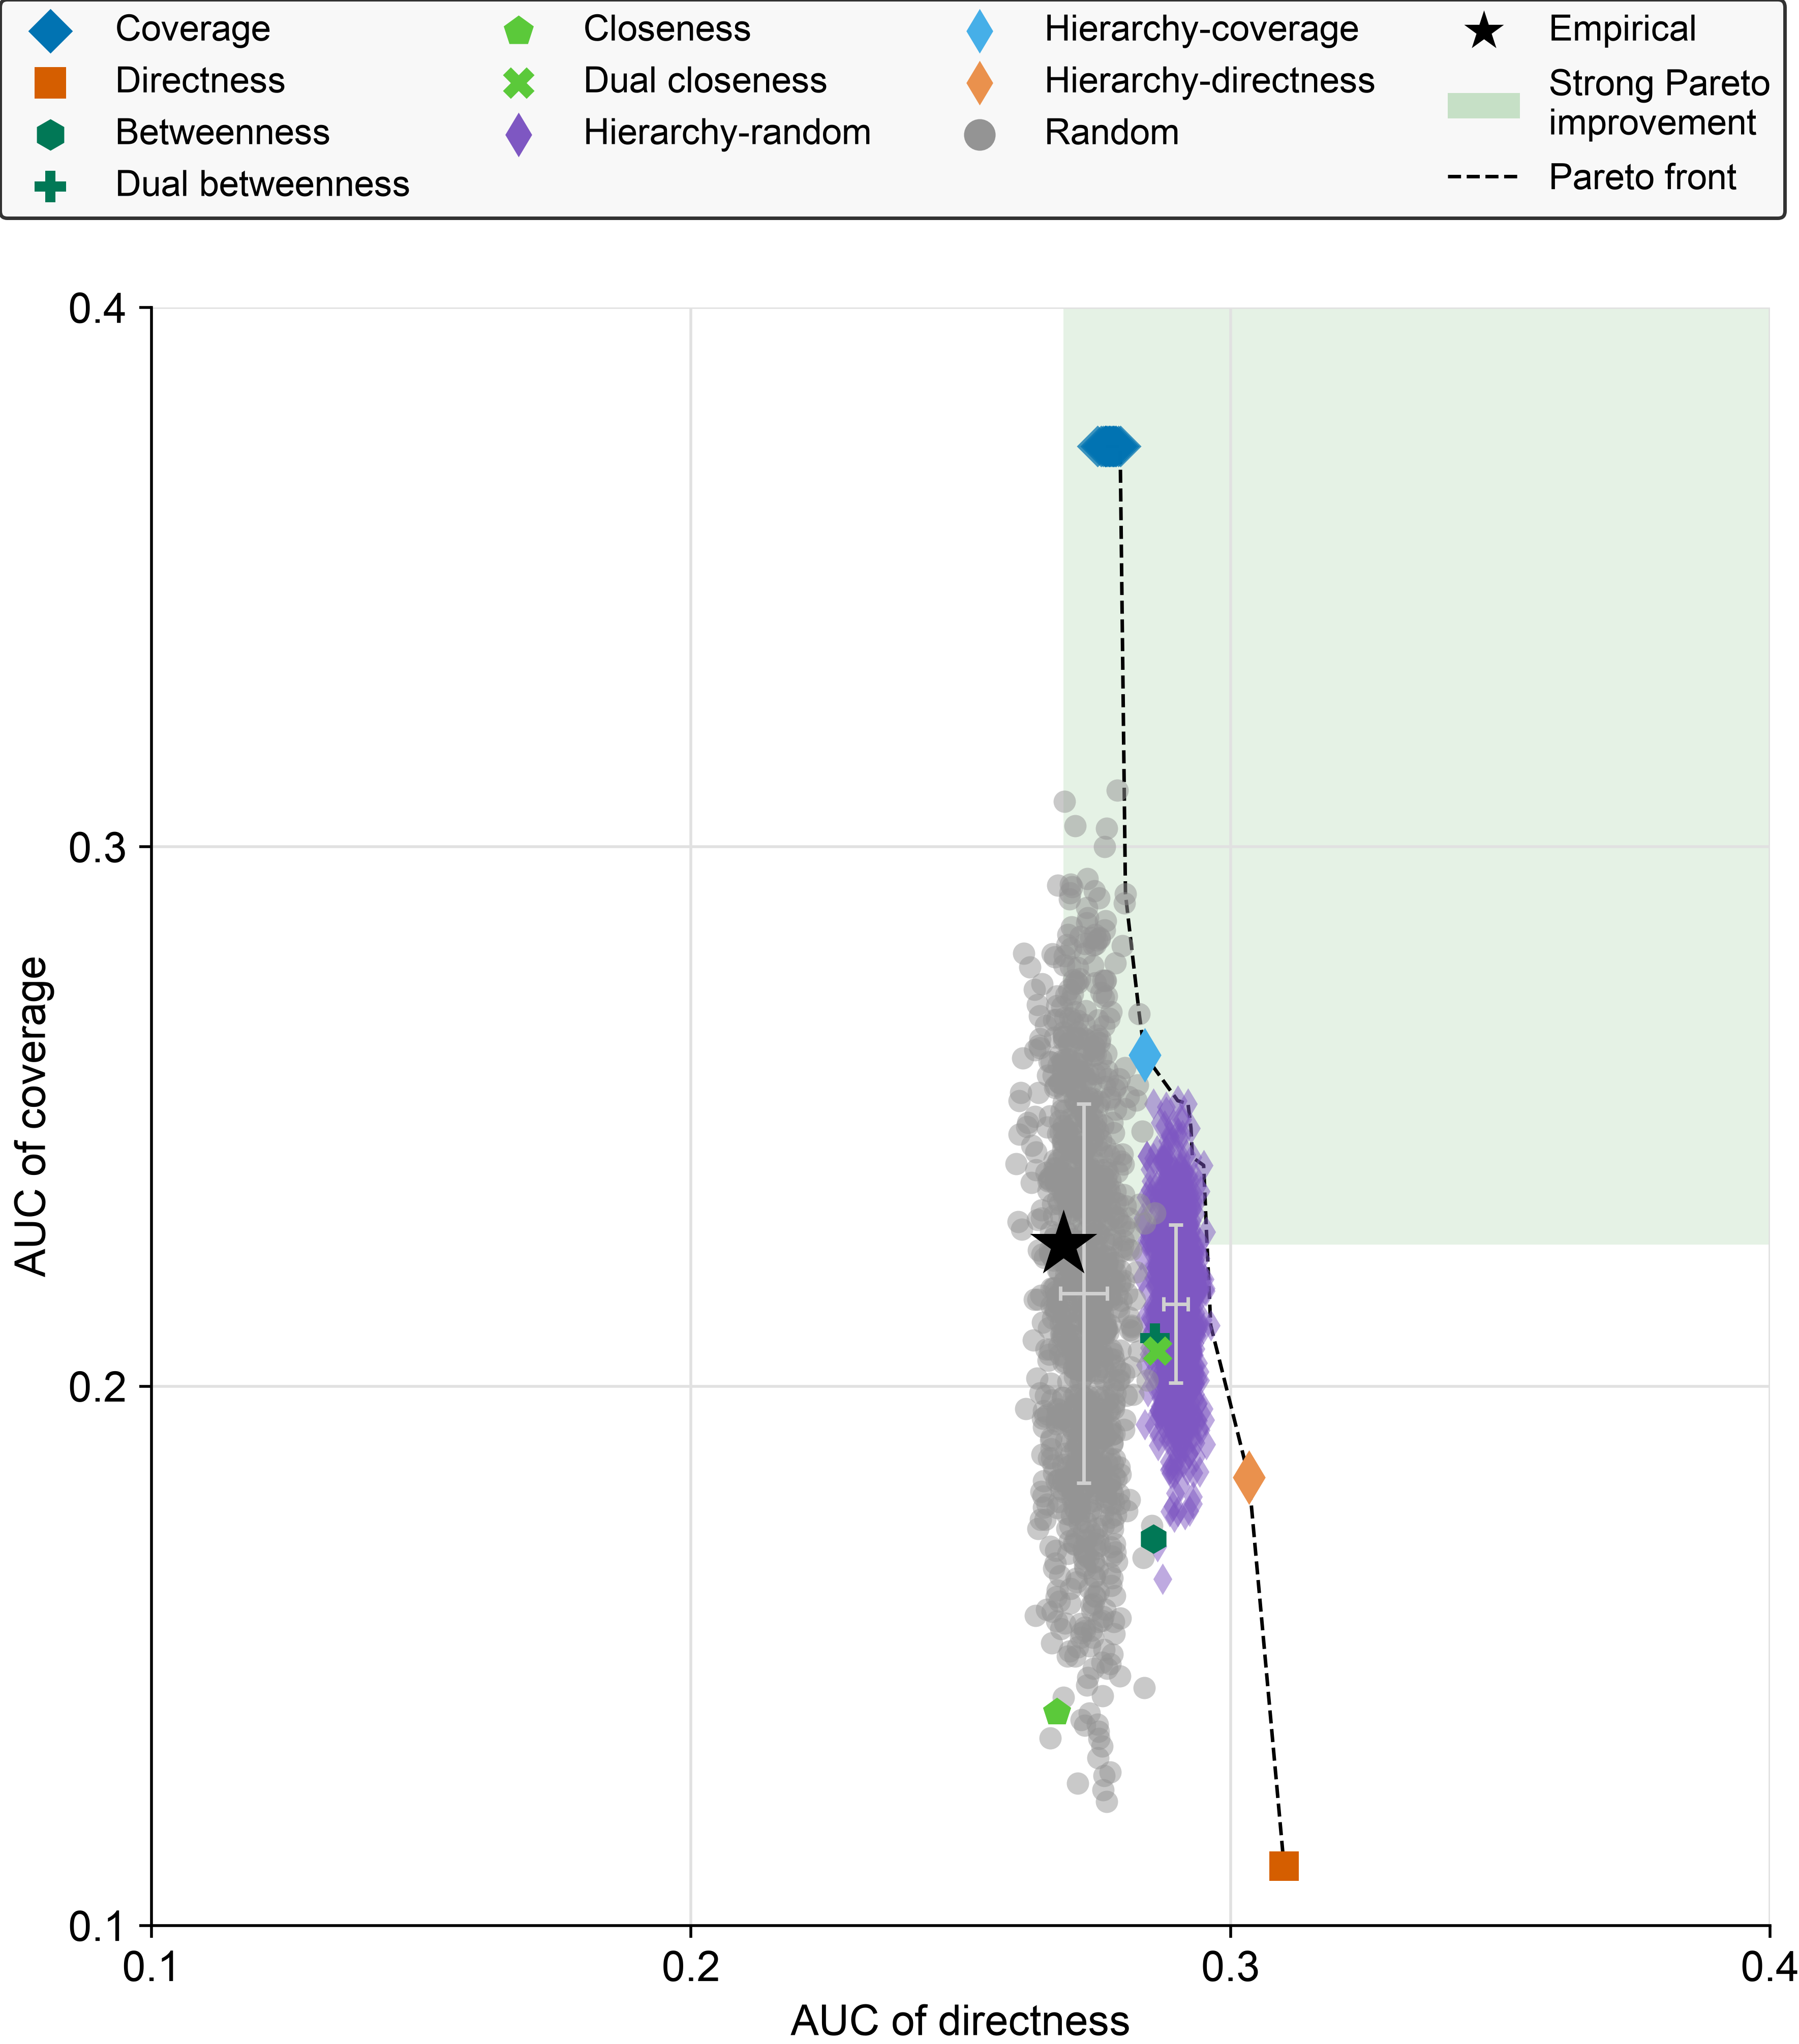 Coverage
Directness
Betweenness
Dual betweenness
Closeness
Dual closeness
Hierarchy-random
Hierarchy-coverage
Hierarchy-directness
Random
Empirical
Strong Pareto
improvement
Pareto front
0.4
0.3
0.2
0.1
AUC of coverage
0.1
0.2
0.3
0.4
AUC of directness